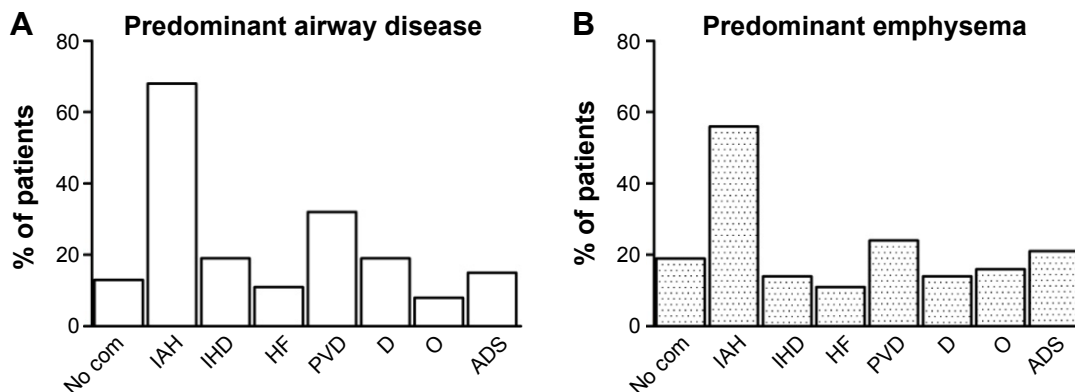 A Predominant airway disease
80
60
40
20
0
% of patients
No com IAH IHD HF PVD D O ADS
B Predominant emphysema
80
60
40
20
0
% of patients
No com IAH IHD HF PVD D O ADS